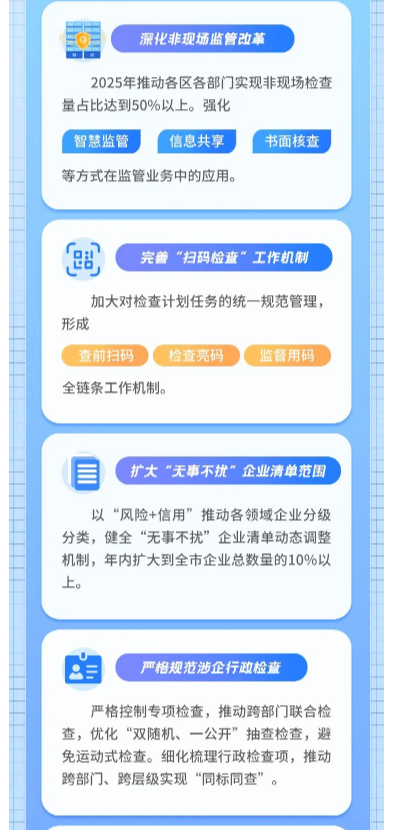 深化非现场监管改革
2025年推动各区各部门实现非现场检查
量占比达到50%以上。强化
智慧监管 信息共享 书面核查
等方式在监管业务中的应用。
完善“扫码检查”工作机制
加大对检查计划任务的统一规范管理，
形成
查前扫码 检查亮码 监督用码
全链条工作机制。
扩大“无事不扰”企业清单范围
以“风险+信用”推动各领域企业分级
分类，健全“无事不扰”企业清单动态调整
机制，年内扩大到全市企业总数量的10%以
上。
严格规范涉企行政检查
严格控制专项检查，推动跨部门联合检
查，优化“双随机、一公开”抽查检查，避
免运动式检查。细化梳理行政检查项，推动
跨部门、跨层级实现“同标同查”。